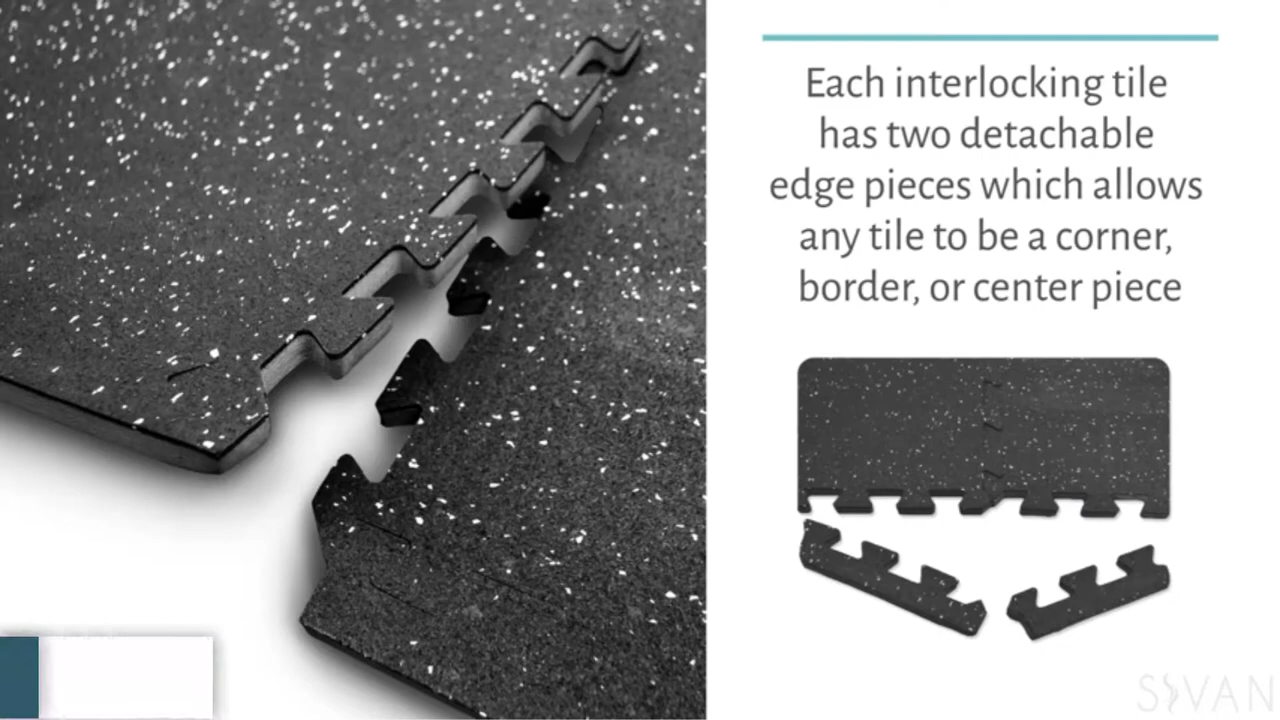 Each interlocking tile
has two detachable
edge pieces which allows
any tile to be a corner,
border, or center piece
SIVAN